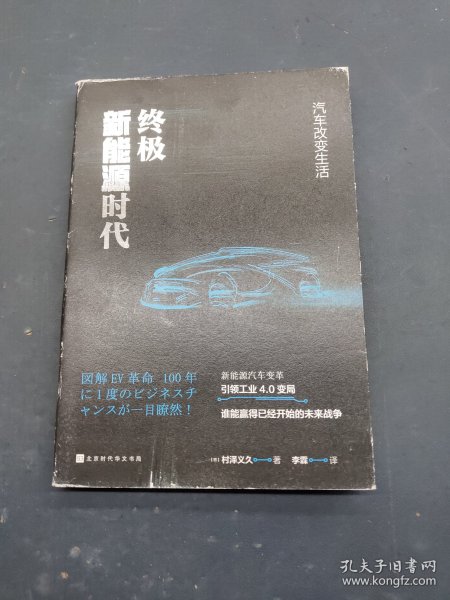 汽车改变生活
终极
新能源时代
図解EV革命 100年
に1度のビジネスチ
ャンスが一目瞭然！
新能源汽车变革
引领工业4.0变局
谁能赢得已经开始的未来战争
北京时代华文书局
村泽义久 著 李霖 译
孔夫子旧书网
www.kongfz.com